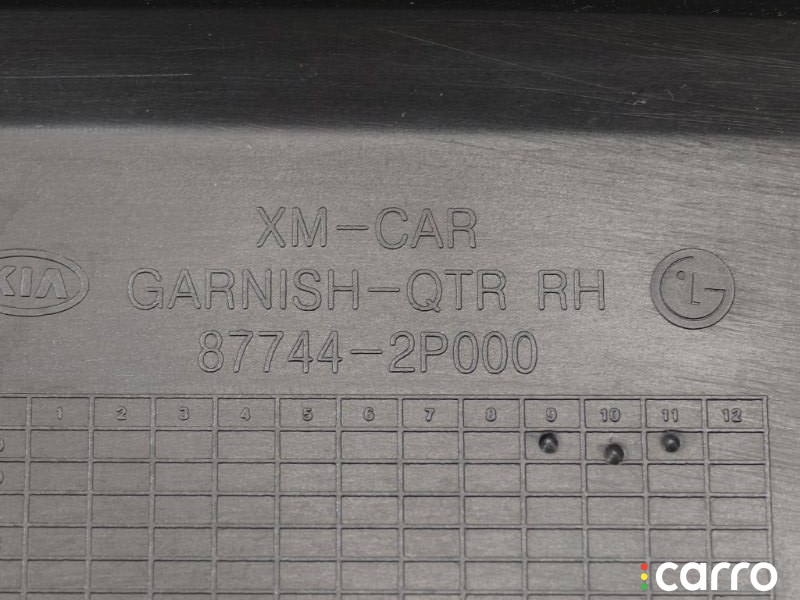 XM-CAR
KIA
GARNISH-QTR RH
87744-2P000
1 2 3 4 5 6 7 8 9 10 11 12
carro